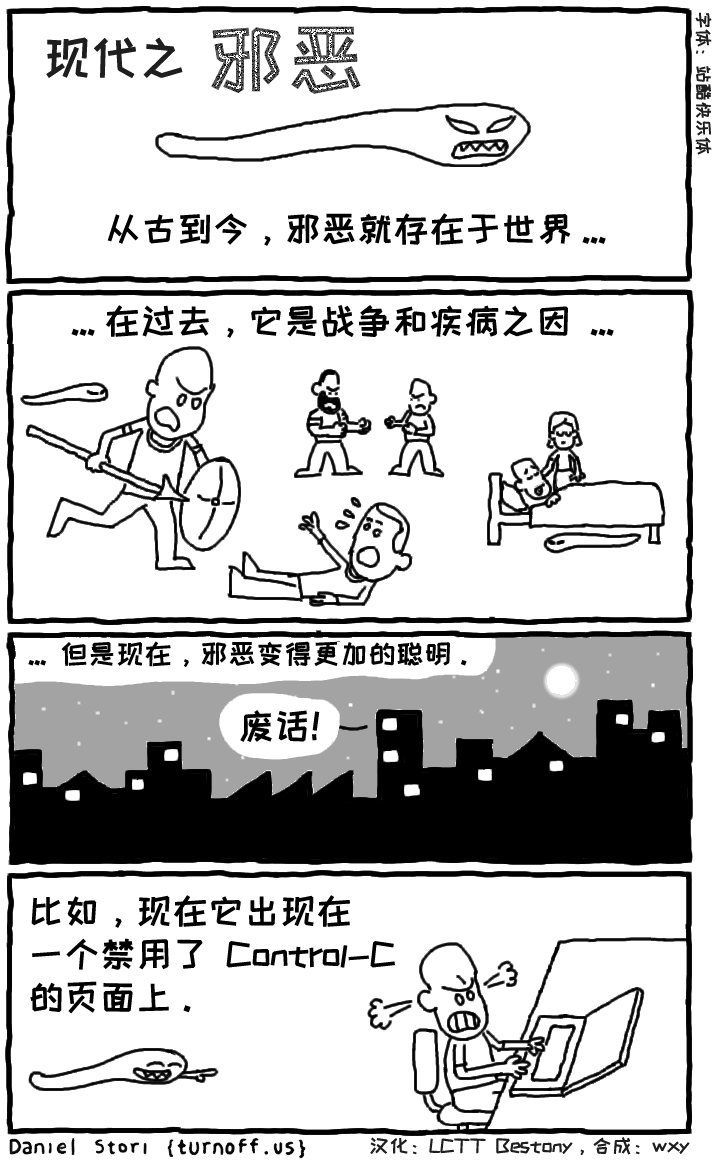 现代之 邪恶
字体：站酷快乐体
从古到今，邪恶就存在于世界...
... 在过去，它是战争和疾病之因 ...
... 但是现在，邪恶变得更加的聪明．
废话!
比如，现在它出现在
一个禁用了 Control-C
的页面上．
Daniel Stori {turnoff.us}
汉化：LCTT Bestony，合成：wxy